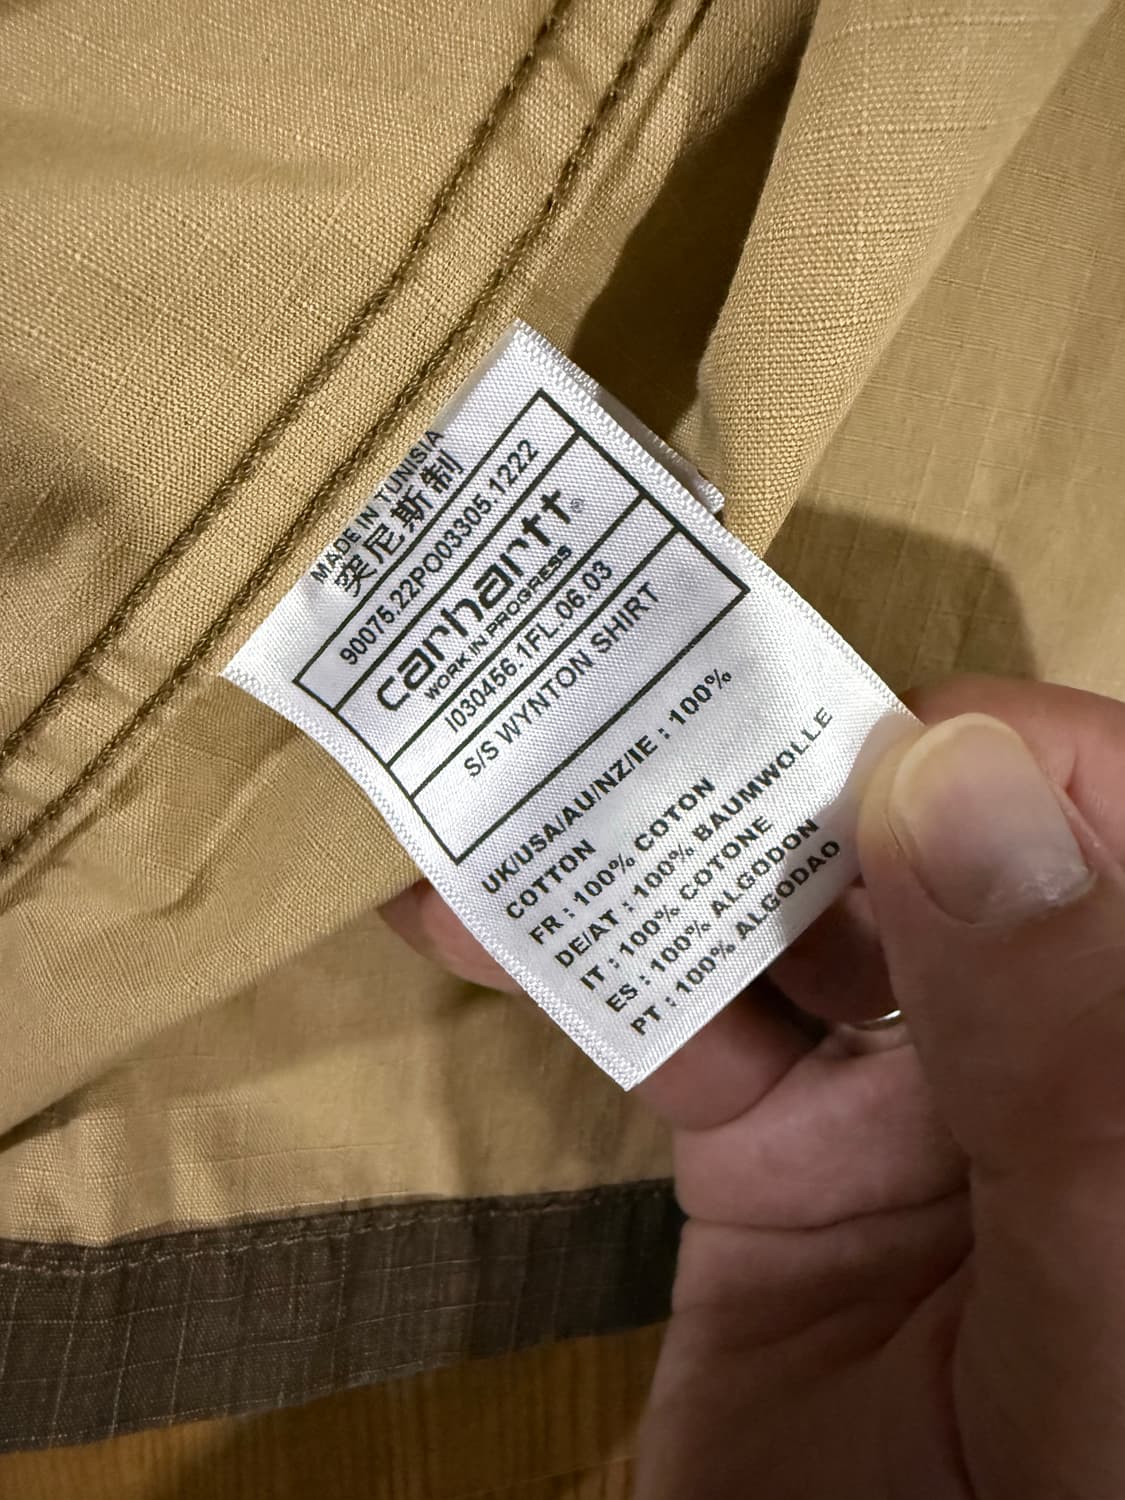 MADE IN TUNISIA
突尼斯制
90075.22PO03305.1222
carhartt®
WORK IN PROGRESS
I030456.1FL.06.03
S/S WYNTON SHIRT
UK/USA/AU/NZ/IE : 100%
COTTON
FR : 100% COTON
DE/AT : 100% BAUMWOLLE
IT : 100% COTONE
ES : 100% ALGODON
PT : 100% ALGODAO